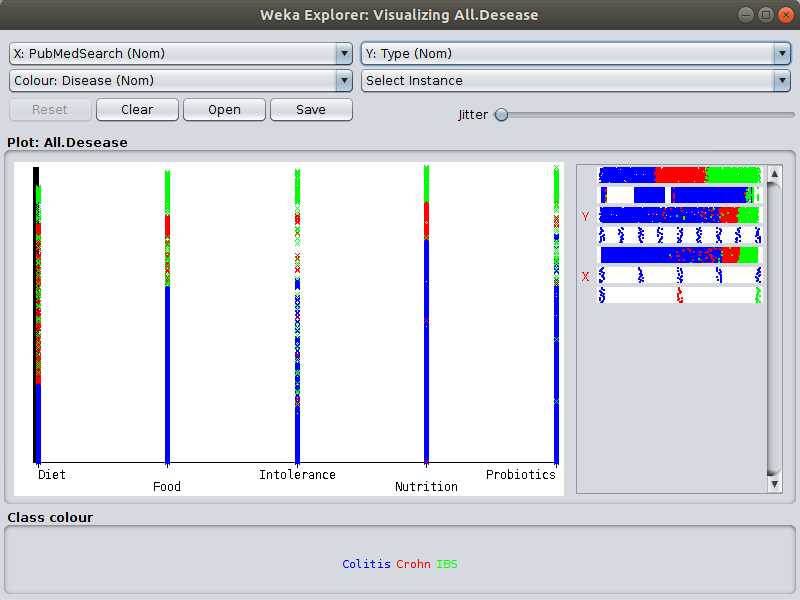 Weka Explorer: Visualizing All.Desease
X: PubMedSearch (Nom)
Y: Type (Nom)
Colour: Disease (Nom)
Select Instance
Reset
Clear
Open
Save
Jitter
Plot: All.Desease
Y
X
Diet
Food
Intolerance
Nutrition
Probiotics
Class colour
Colitis Crohn IBS